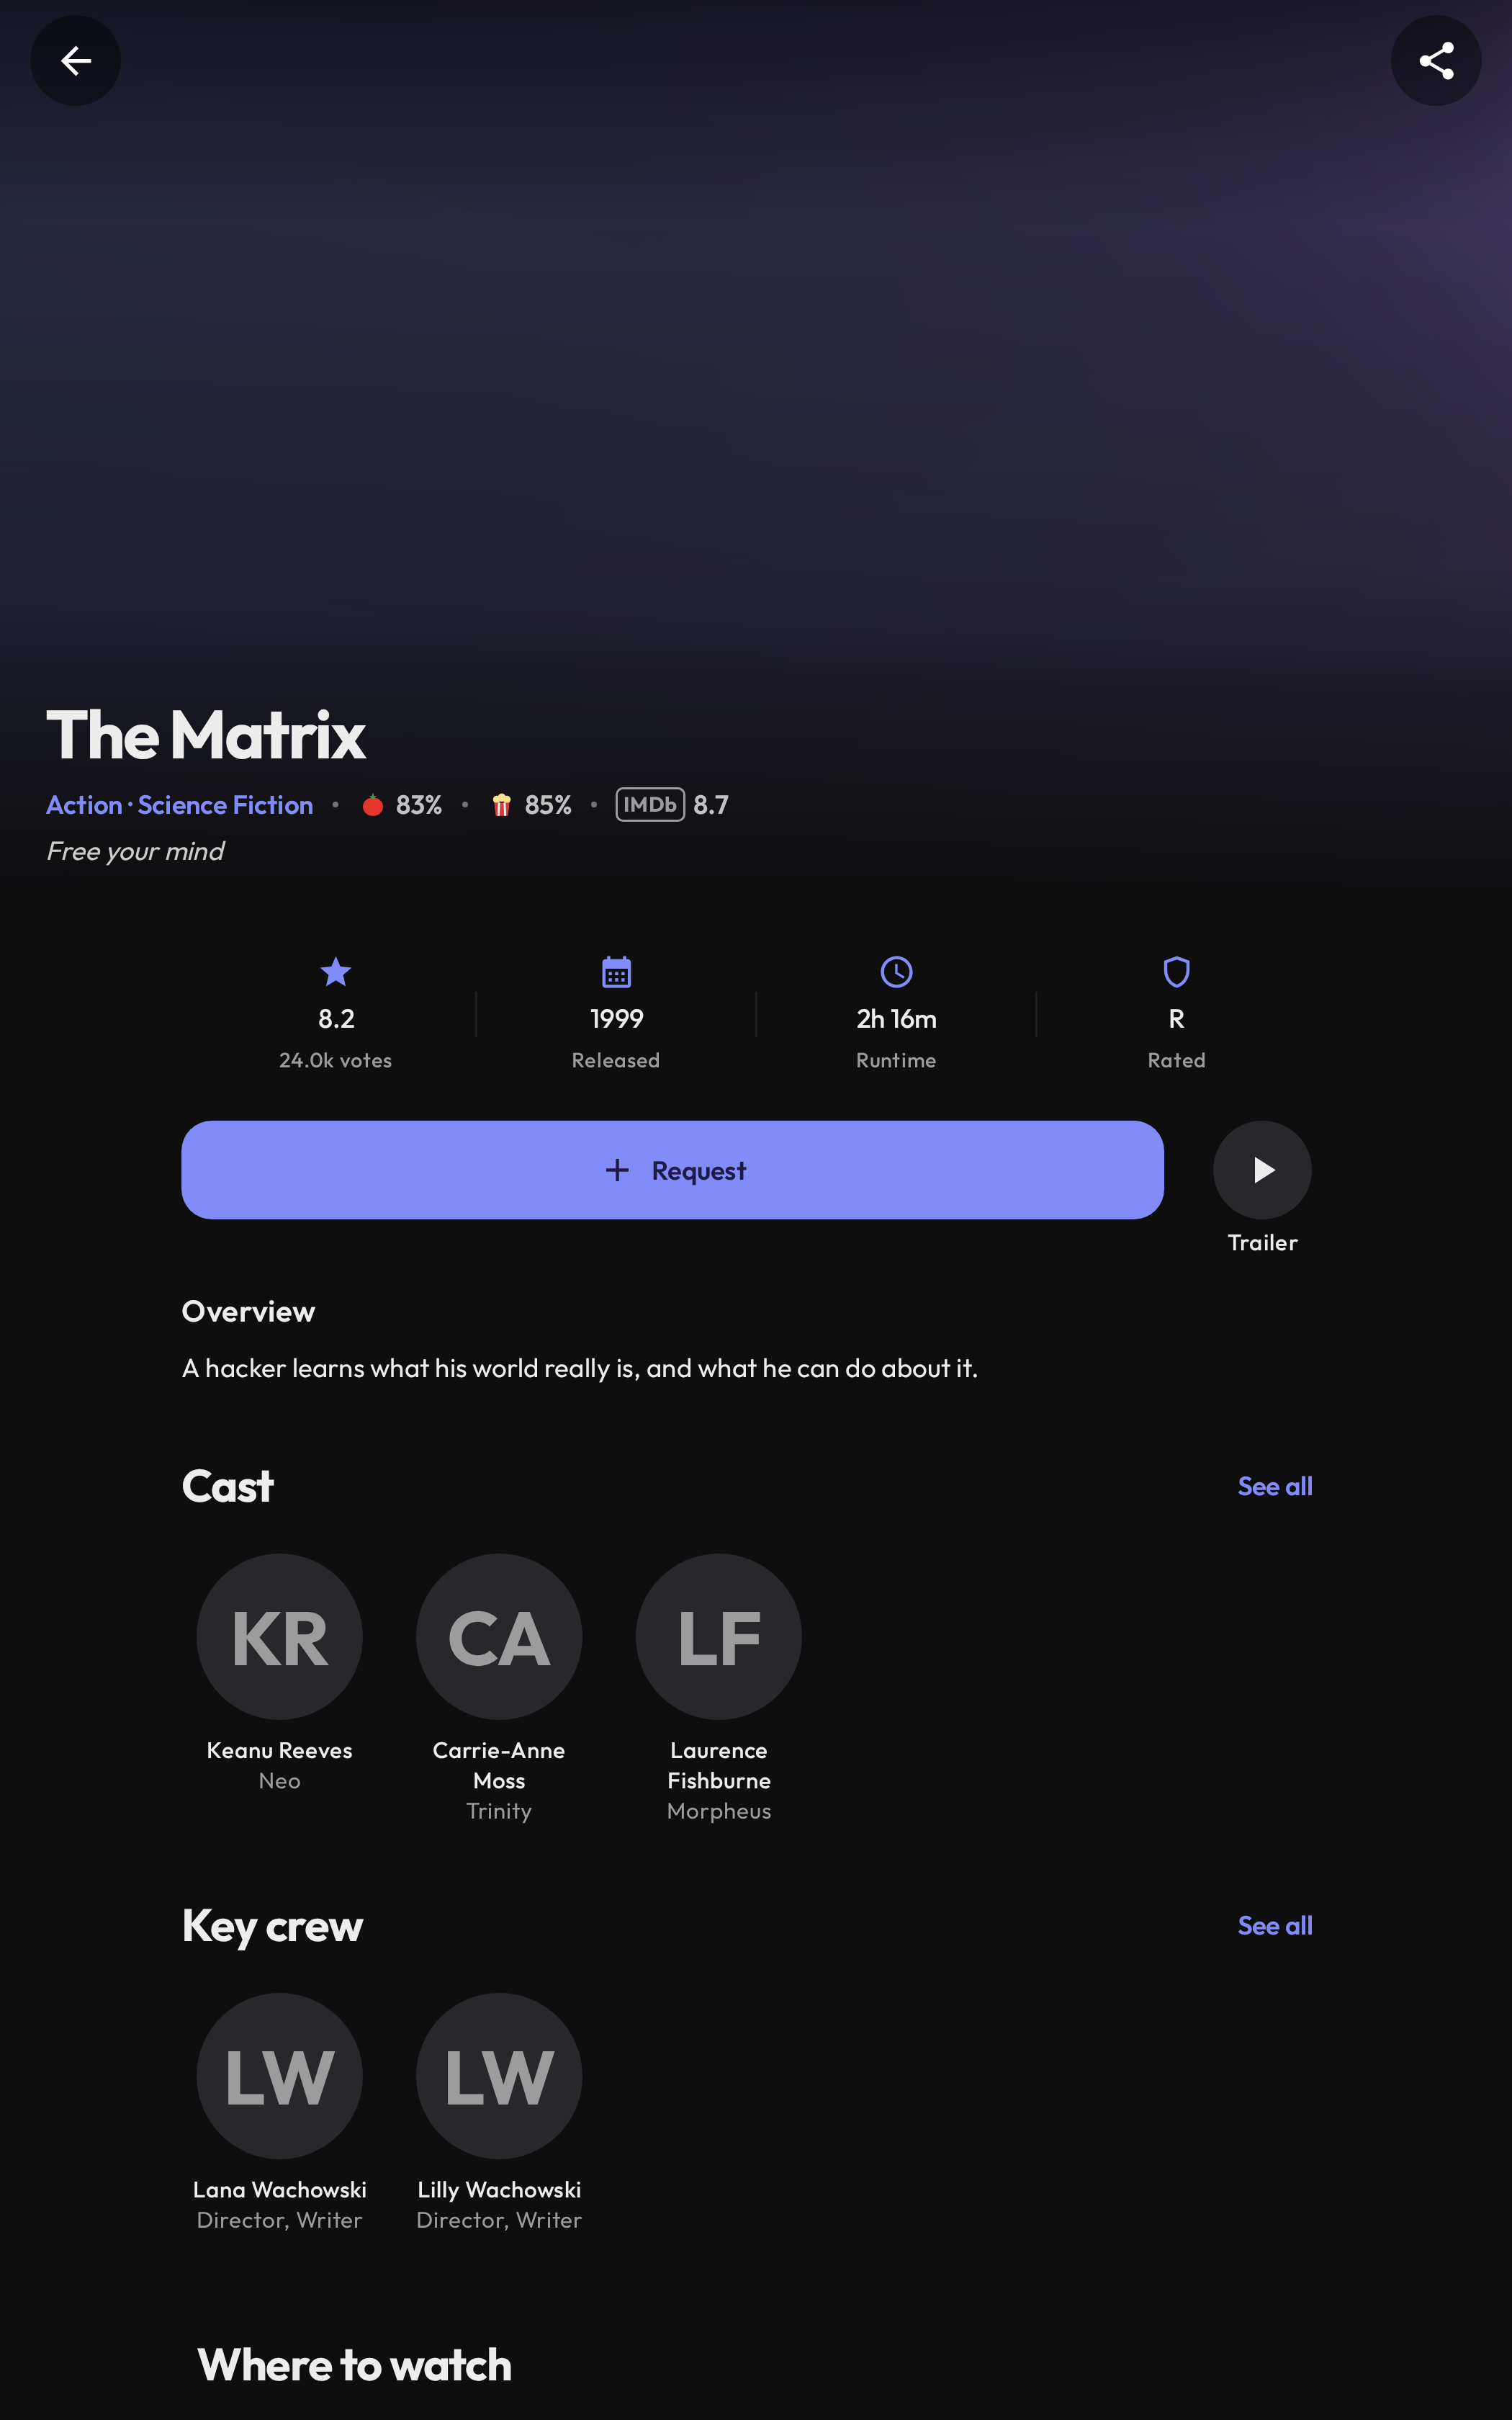 The Matrix
Action · Science Fiction • 83% • 85% • IMDb 8.7
Free your mind
8.2 1999 2h 16m R
24.0k votes Released Runtime Rated
+ Request
Trailer
Overview
A hacker learns what his world really is, and what he can do about it.
Cast See all
KR CA LF
Keanu Reeves Carrie-Anne Laurence
Neo Moss Fishburne
Trinity Morpheus
Key crew See all
LW LW
Lana Wachowski Lilly Wachowski
Director, Writer Director, Writer
Where to watch